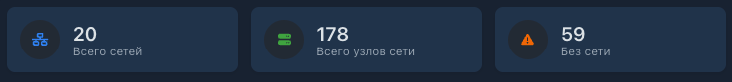 20
Всего сетей
178
Всего узлов сети
59
Без сети